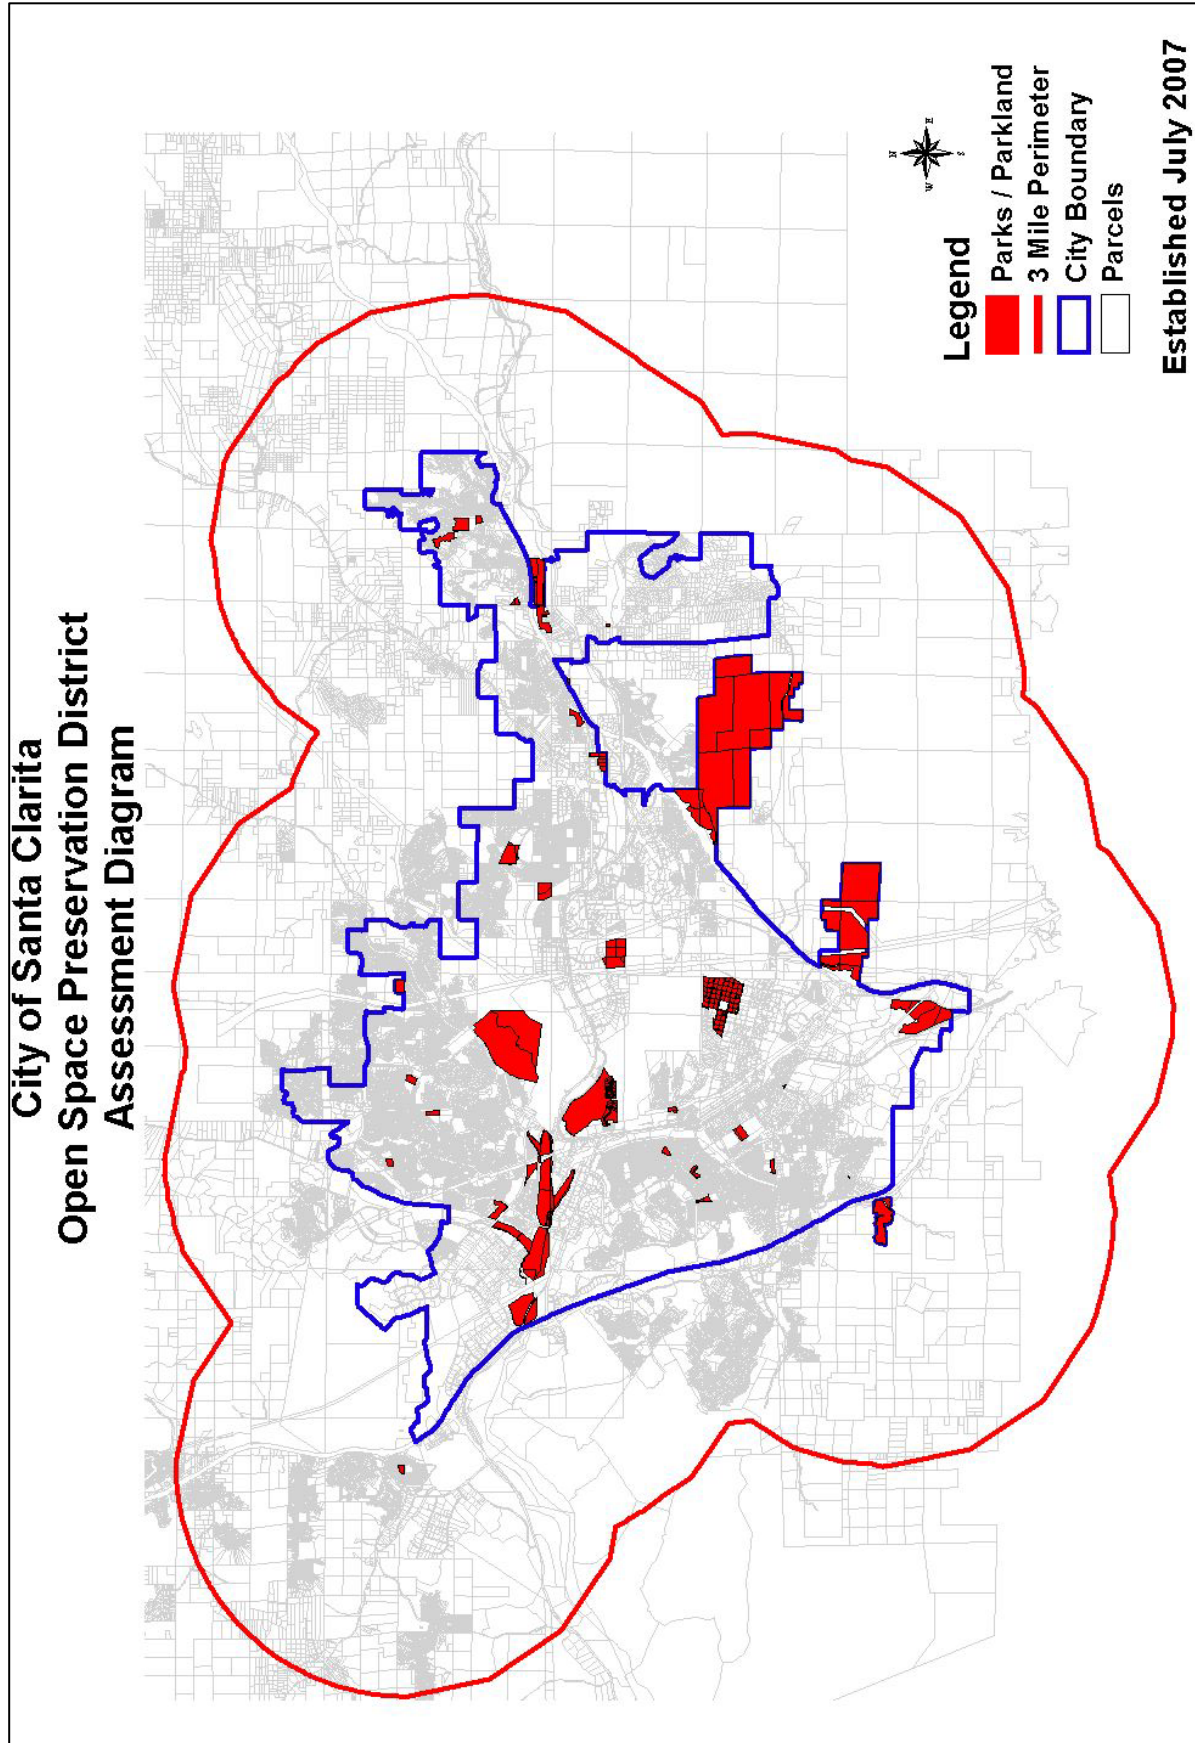 City of Santa Clarita
Open Space Preservation District
Assessment Diagram
N
W
E
S
Legend
Parks / Parkland
3 Mile Perimeter
City Boundary
Parcels
Established July 2007